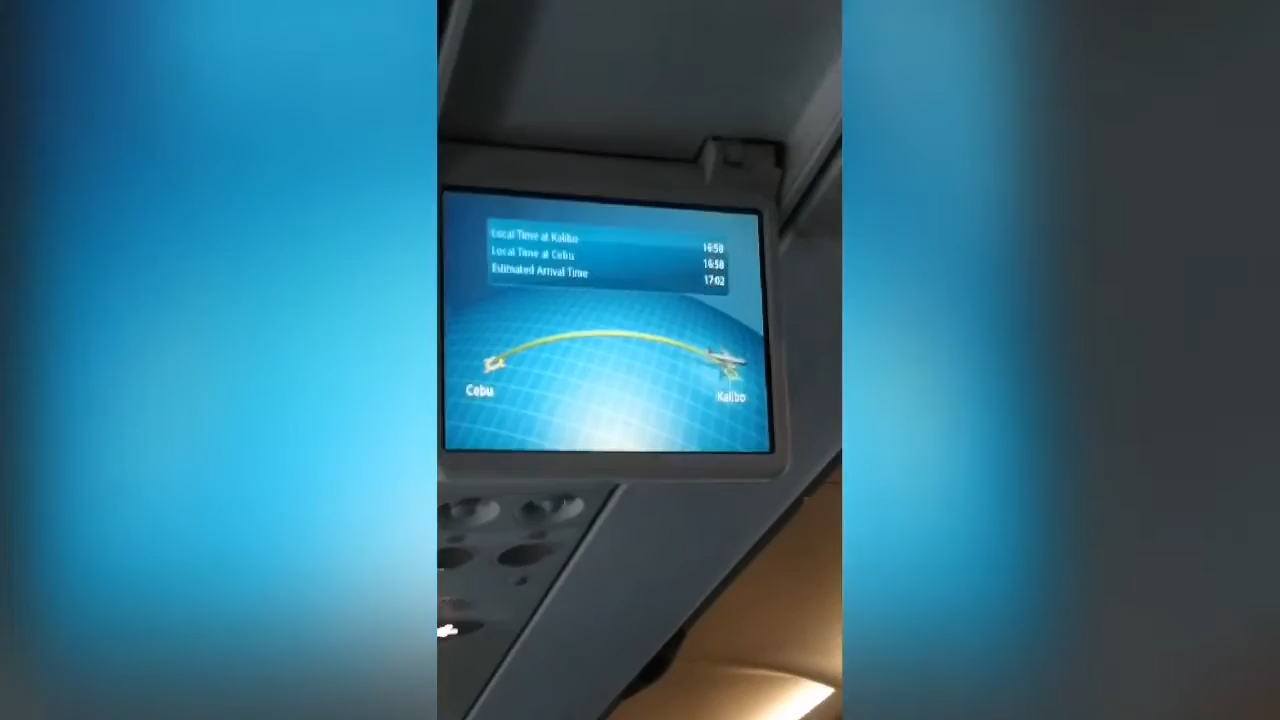 Local Time at Kalibo 16:58
Local Time at Cebu 16:58
Estimated Arrival Time 17:02
Cebu
Kalibo